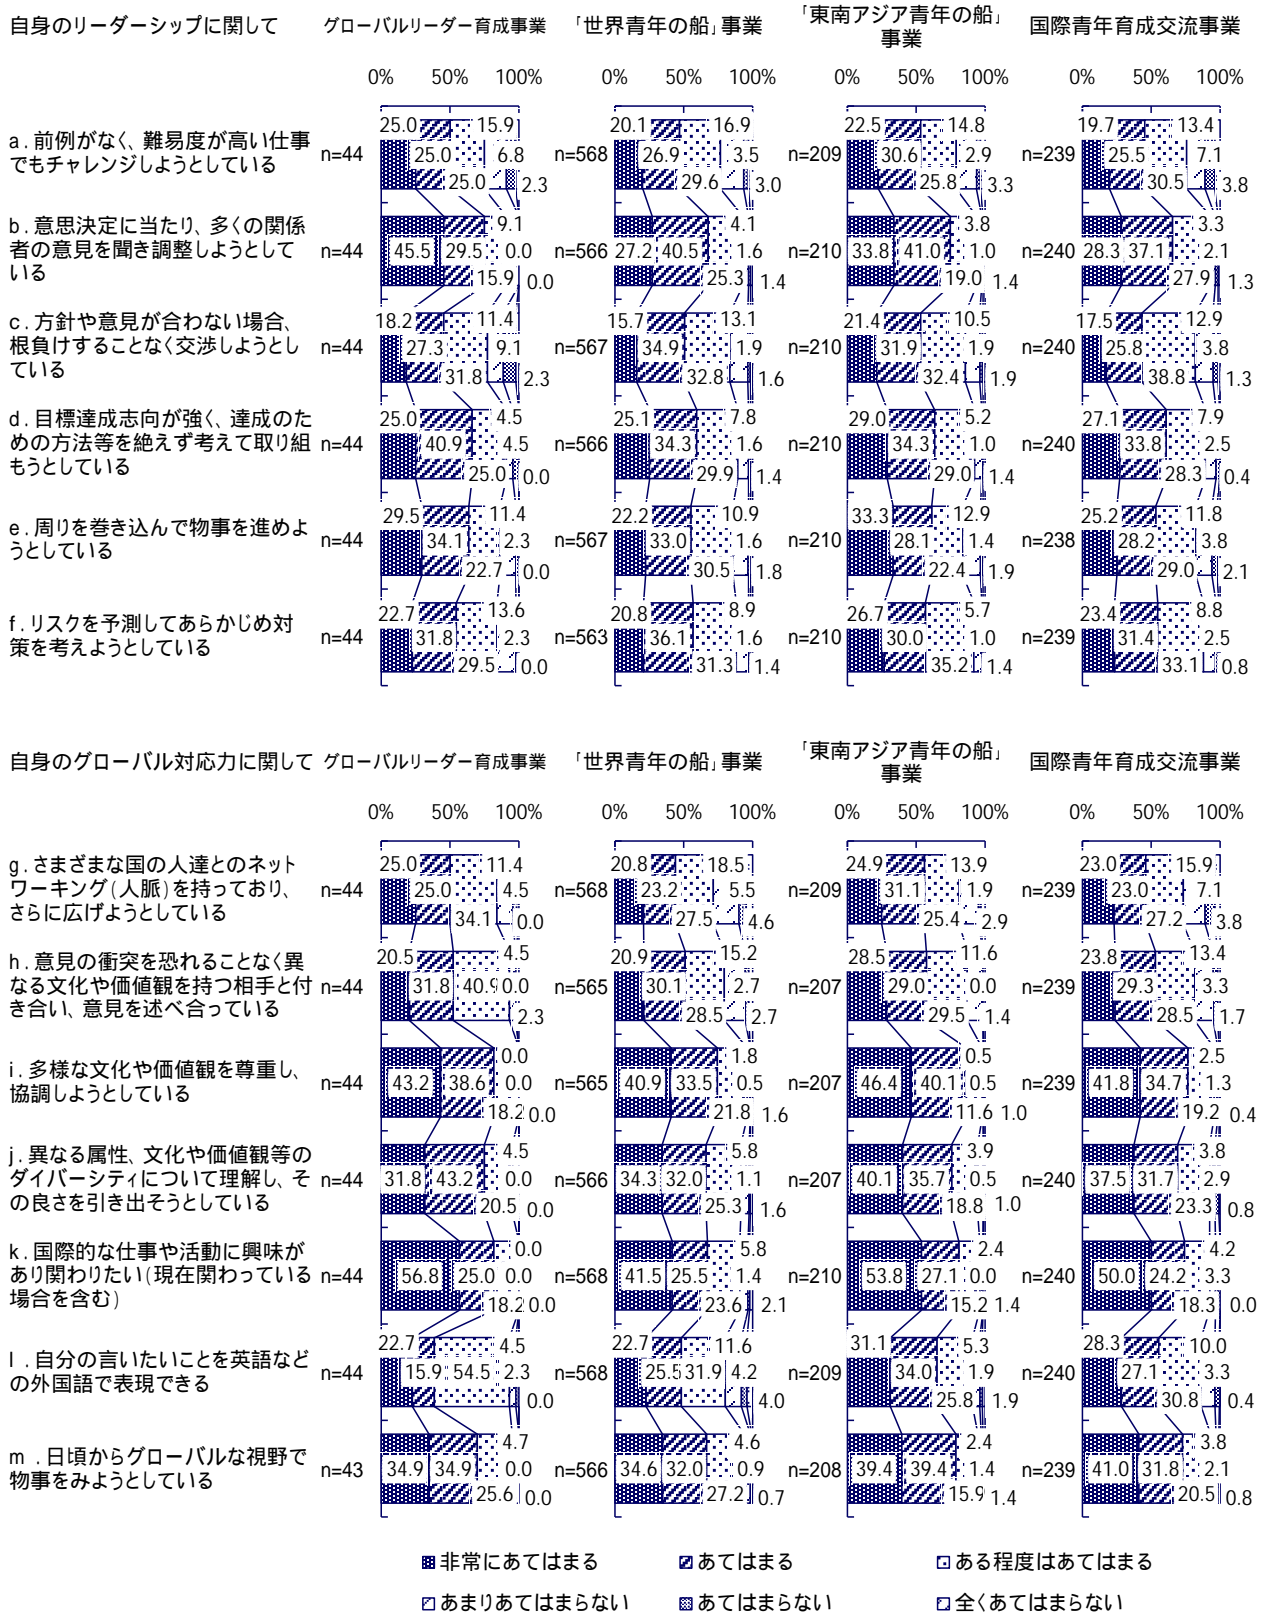 自身のリーダーシップに関して グローバルリーダー育成事業 「世界青年の船」事業 「東南アジア青年の船」 国際青年育成交流事業
事業
0% 50% 100% 0% 50% 100% 0% 50% 100% 0% 50% 100%
25.0 15.9 20.1 16.9 22.5 14.8 19.7 13.4
a．前例がなく、難易度が高い仕事
でもチャレンジしようとしている
n=44 25.0 6.8 n=568 26.9 3.5 n=209 30.6 2.9 n=239 25.5 7.1
25.0 2.3 29.6 3.0 25.8 3.3 30.5 3.8
9.1 4.1 3.8 3.3
b．意思決定に当たり、多くの関係
者の意見を聞き調整しようとして
いる
n=44 45.5 29.5 0.0 n=566 27.2 40.5 1.6 n=210 33.8 41.0 1.0 n=240 28.3 37.1 2.1
15.9 0.0 25.3 1.4 19.0 1.4 27.9 1.3
18.2 11.4 15.7 13.1 21.4 10.5 17.5 12.9
c．方針や意見が合わない場合、
根負けすることなく交渉しようとし
ている
n=44 27.3 9.1 n=567 34.9 1.9 n=210 31.9 1.9 n=240 25.8 3.8
31.8 2.3 32.8 1.6 32.4 1.9 38.8 1.3
25.0 4.5 25.1 7.8 29.0 5.2 27.1 7.9
d．目標達成志向が強く、達成のた
めの方法等を絶えず考えて取り組
もうとしている
n=44 40.9 4.5 n=566 34.3 1.6 n=210 34.3 1.0 n=240 33.8 2.5
25.0 0.0 29.9 1.4 29.0 1.4 28.3 0.4
29.5 11.4 22.2 10.9 33.3 12.9 25.2 11.8
e．周りを巻き込んで物事を進めよ
うとしている
n=44 34.1 2.3 n=567 33.0 1.6 n=210 28.1 1.4 n=238 28.2 3.8
22.7 0.0 30.5 1.8 22.4 1.9 29.0 2.1
22.7 13.6 20.8 8.9 26.7 5.7 23.4 8.8
f．リスクを予測してあらかじめ対
策を考えようとしている
n=44 31.8 2.3 n=563 36.1 1.6 n=210 30.0 1.0 n=239 31.4 2.5
29.5 0.0 31.3 1.4 35.2 1.4 33.1 0.8
自身のグローバル対応力に関して グローバルリーダー育成事業 「世界青年の船」事業 「東南アジア青年の船」 国際青年育成交流事業
事業
0% 50% 100% 0% 50% 100% 0% 50% 100% 0% 50% 100%
25.0 11.4 20.8 18.5 24.9 13.9 23.0 15.9
g．さまざまな国の人達とのネット
ワーキング（人脈）を持っており、
さらに広げようとしている
n=44 25.0 4.5 n=568 23.2 5.5 n=209 31.1 1.9 n=239 23.0 7.1
34.1 0.0 27.5 4.6 25.4 2.9 27.2 3.8
20.5 4.5 20.9 15.2 28.5 11.6 23.8 13.4
h．意見の衝突を恐れることなく異
なる文化や価値観を持つ相手と付
き合い、意見を述べ合っている
n=44 31.8 40.9 0.0 n=565 30.1 2.7 n=207 29.0 0.0 n=239 29.3 3.3
2.3 28.5 2.7 29.5 1.4 28.5 1.7
0.0 1.8 0.5 2.5
i．多様な文化や価値観を尊重し、
協調しようとしている
n=44 43.2 38.6 0.0 n=565 40.9 33.5 0.5 n=207 46.4 40.1 0.5 n=239 41.8 34.7 1.3
18.2 0.0 21.8 1.6 11.6 1.0 19.2 0.4
4.5 5.8 3.9 3.8
j．異なる属性、文化や価値観等の
ダイバーシティについて理解し、そ
の良さを引き出そうとしている
n=44 31.8 43.2 0.0 n=566 34.3 32.0 1.1 n=207 40.1 35.7 0.5 n=240 37.5 31.7 2.9
20.5 0.0 25.3 1.6 18.8 1.0 23.3 0.8
0.0 5.8 2.4 4.2
k．国際的な仕事や活動に興味が
あり関わりたい（現在関わっている
場合を含む）
n=44 56.8 25.0 0.0 n=568 41.5 25.5 1.4 n=210 53.8 27.1 0.0 n=240 50.0 24.2 3.3
18.2 0.0 23.6 2.1 15.2 1.4 18.3 0.0
22.7 4.5 22.7 11.6 31.1 5.3 28.3 10.0
l．自分の言いたいことを英語など
の外国語で表現できる
n=44 15.9 54.5 2.3 n=568 25.5 31.9 4.2 n=209 34.0 1.9 n=240 27.1 3.3
0.0 4.0 25.8 1.9 30.8 0.4
4.7 4.6 2.4 3.8
m．日頃からグローバルな視野で
物事をみようとしている
n=43 34.9 34.9 0.0 n=566 34.6 32.0 0.9 n=208 39.4 39.4 1.4 n=239 41.0 31.8 2.1
25.6 0.0 27.2 0.7 15.9 1.4 20.5 0.8
非常にあてはまる あてはまる ある程度はあてはまる
あまりあてはまらない あてはまらない 全くあてはまらない